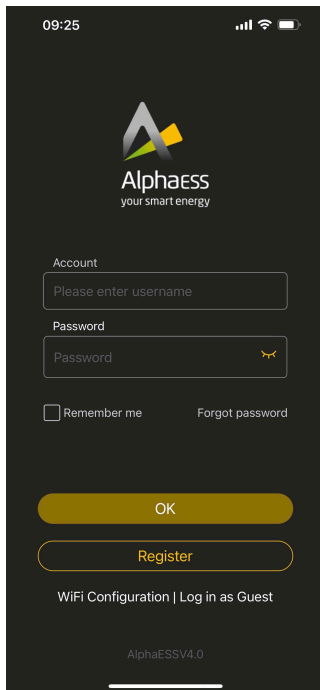 09:25
AlphaESS
your smart energy
Account
Please enter username
Password
Password
Remember me Forgot password
OK
Register
WiFi Configuration | Log in as Guest
AlphaESSV4.0